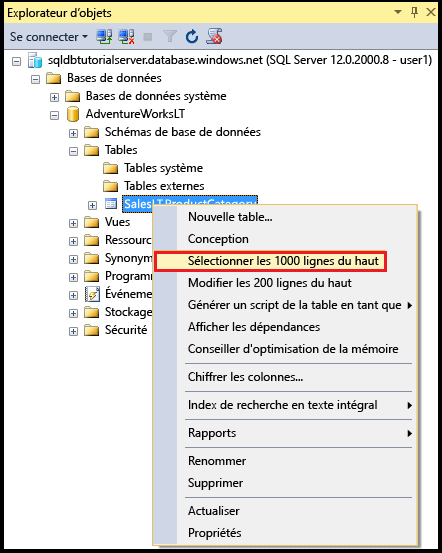 Explorateur d'objets
Se connecter
sqldbtutorialserver.database.windows.net (SQL Server 12.0.2000.8 - user1)
Bases de données
Bases de données système
AdventureWorksLT
Schémas de base de données
Tables
Tables système
Tables externes
SalesLT.ProductCategory
Nouvelle table...
Vues
Conception
Ressourc
Sélectionner les 1000 lignes du haut
Synonym
Modifier les 200 lignes du haut
Programm
Générer un script de la table en tant que
Événeme
Afficher les dépendances
Stockage
Sécurité
Conseiller d'optimisation de la mémoire
Chiffrer les colonnes...
Index de recherche en texte intégral
Rapports
Renommer
Supprimer
Actualiser
Propriétés